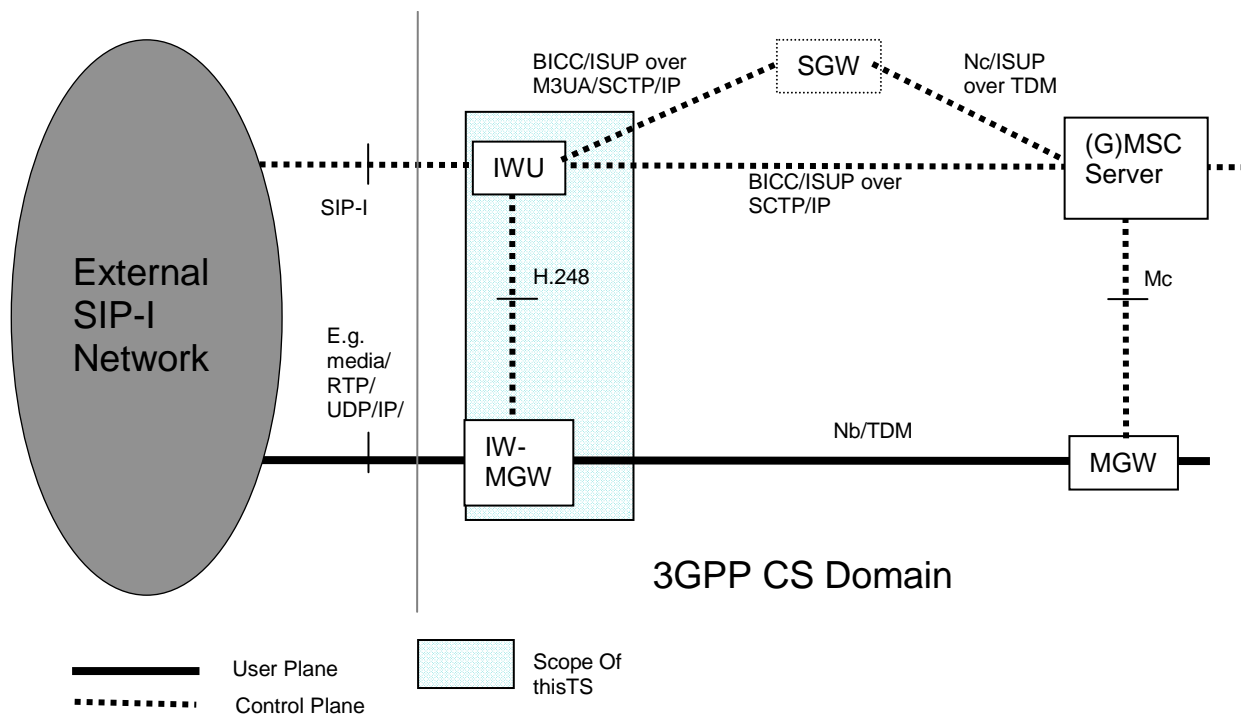 BICC/ISUP over
M3UA/SCTP/IP
SGW
Nc/ISUP
over TDM
IWU
(G)MSC
Server
SIP-I
BICC/ISUP over
SCTP/IP
External
SIP-I
Network
H.248
Mc
E.g.
media/
RTP/
UDP/IP/
IW-
MGW
Nb/TDM
MGW
3GPP CS Domain
User Plane
Control Plane
Scope Of
thisTS